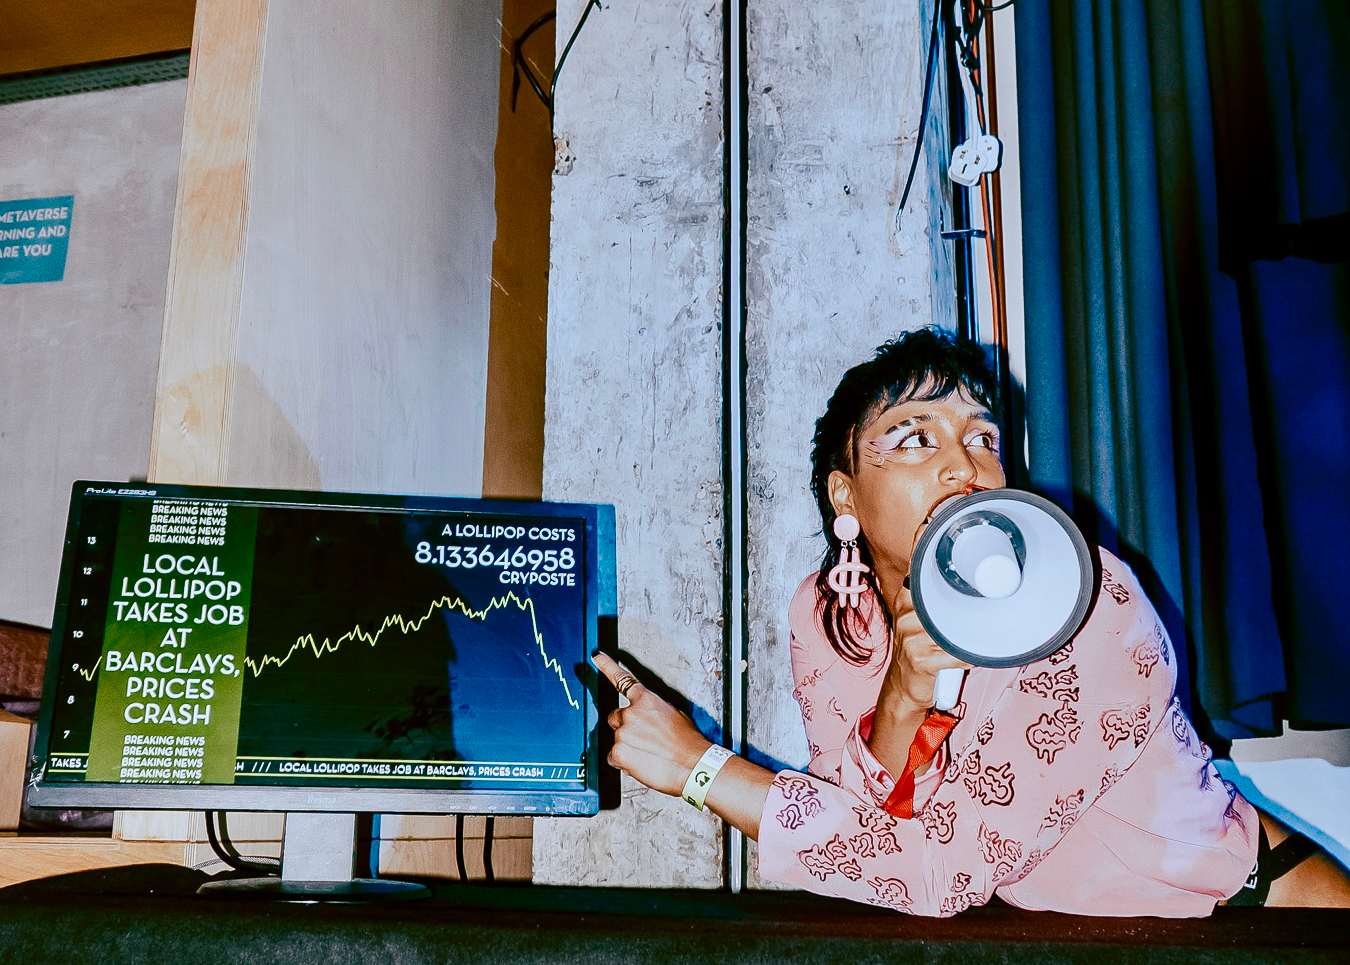 METAVERSE
RNING AND
ARE YOU
ProLite E2283HS
BREAKING NEWS
BREAKING NEWS
BREAKING NEWS
BREAKING NEWS
BREAKING NEWS
LOCAL
LOLLIPOP
TAKES JOB
AT
BARCLAYS,
PRICES
CRASH
BREAKING NEWS
BREAKING NEWS
BREAKING NEWS
BREAKING NEWS
A LOLLIPOP COSTS
8.133646958
CRYPOSTE
13
12
11
10
9
8
7
TAKES J
H /// LOCAL LOLLIPOP TAKES JOB AT BARCLAYS, PRICES CRASH /// L
iiyama